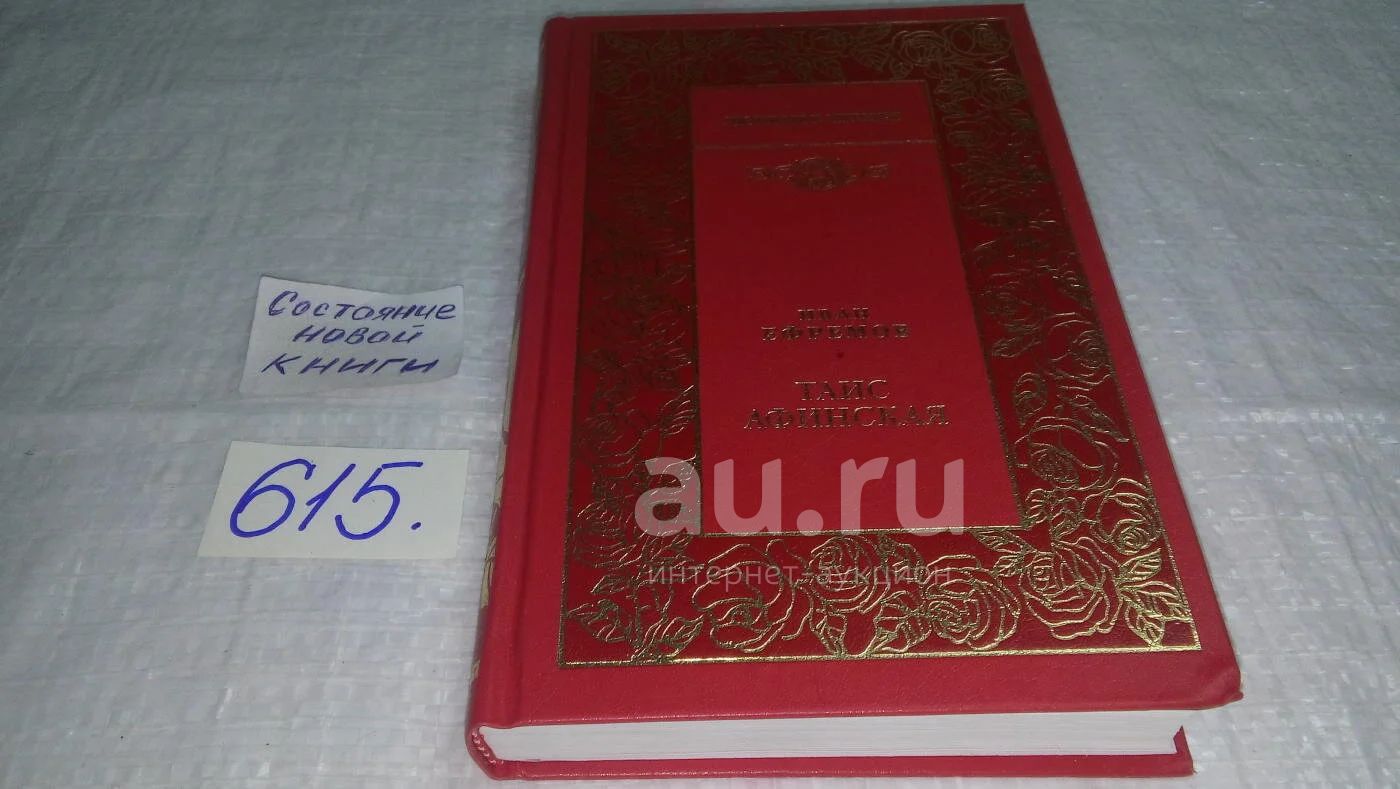 Состояние
новой
книги
615.
ИВАН
ЕФРЕМОВ
ТАИС
АФИНСКАЯ
au.ru
интернет-аукцион